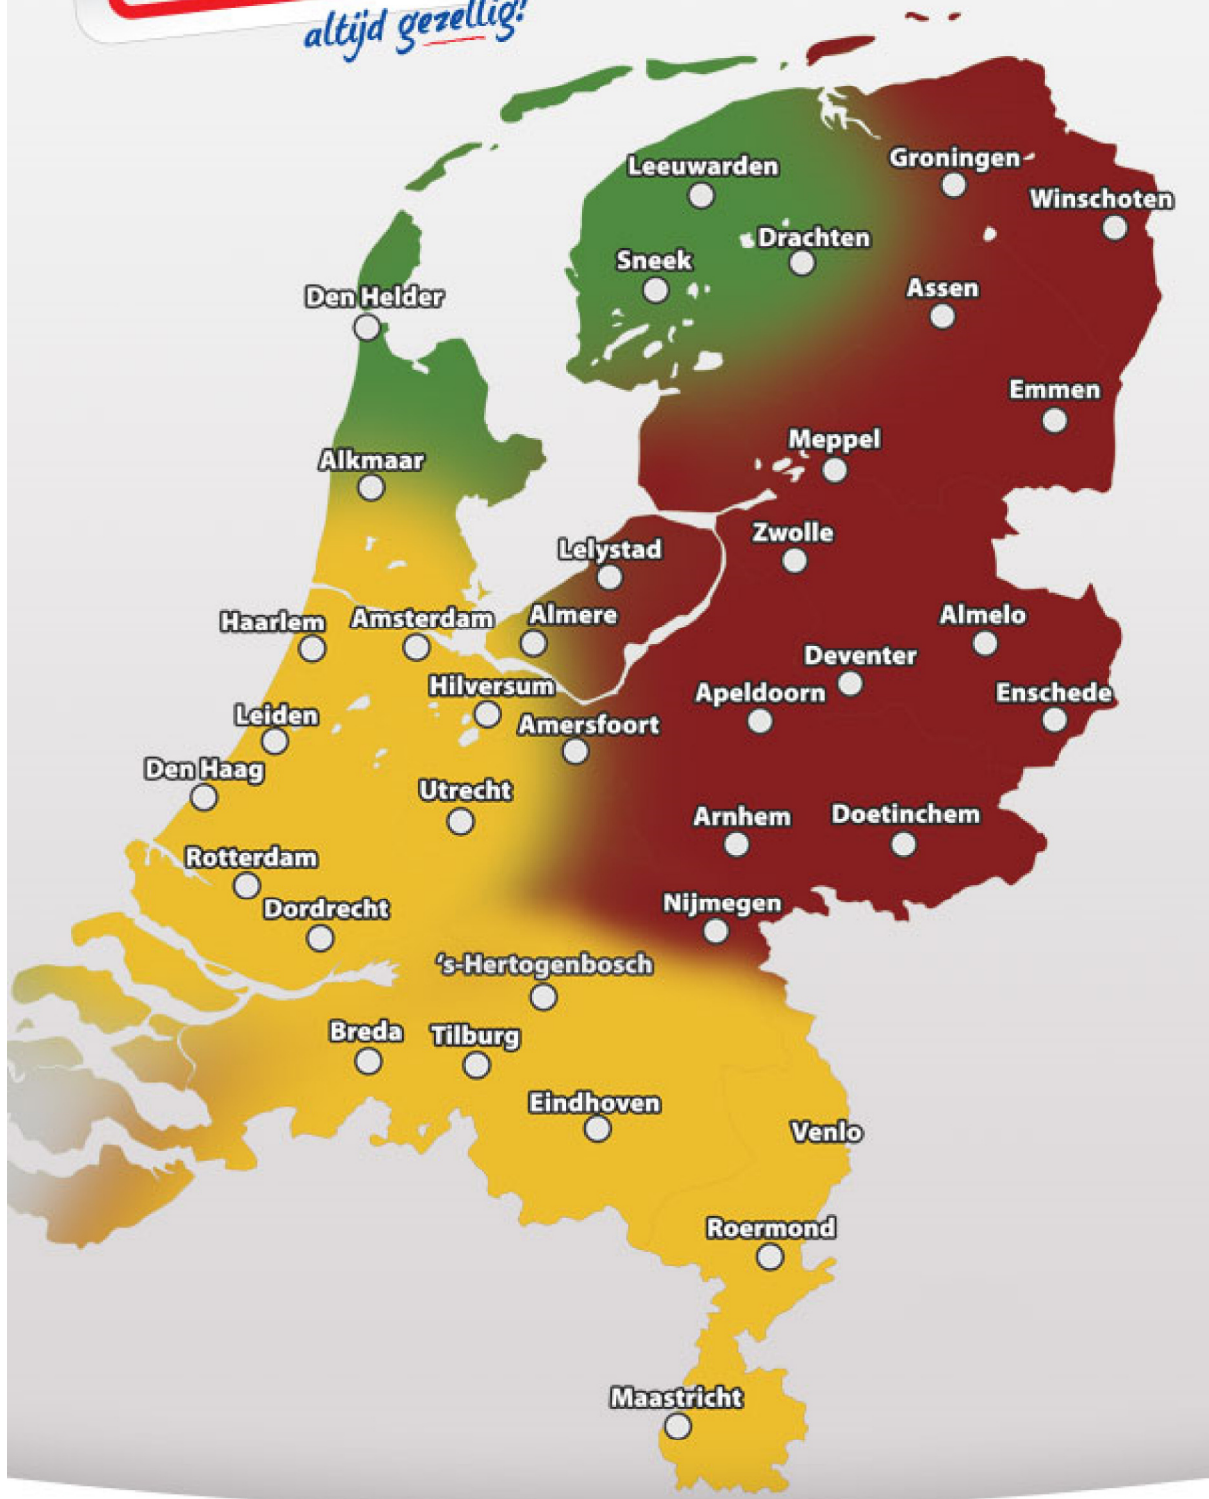 altijd gezellig!
Groningen
Leeuwarden
Winschoten
Drachten
Sneek
Assen
Den Helder
Emmen
Meppel
Alkmaar
Zwolle
Lelystad
Almere
Almelo
Haarlem
Amsterdam
Deventer
Hilversum
Apeldoorn
Enschede
Leiden
Amersfoort
Den Haag
Utrecht
Arnhem
Doetinchem
Rotterdam
Nijmegen
Dordrecht
's-Hertogenbosch
Breda
Tilburg
Eindhoven
Venlo
Roermond
Maastricht